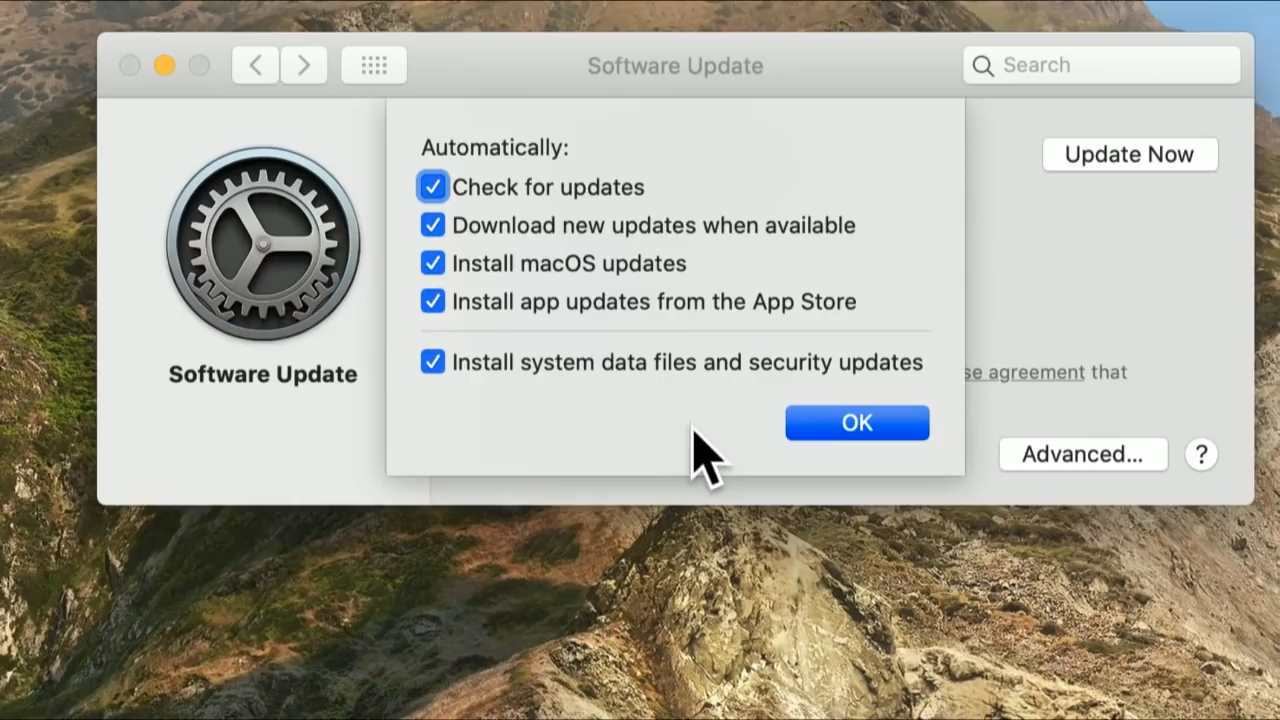 Software Update
Search
Automatically:
Check for updates
Download new updates when available
Install macOS updates
Install app updates from the App Store
Install system data files and security updates
OK
Update Now
Software Update
se agreement that
Advanced...
?